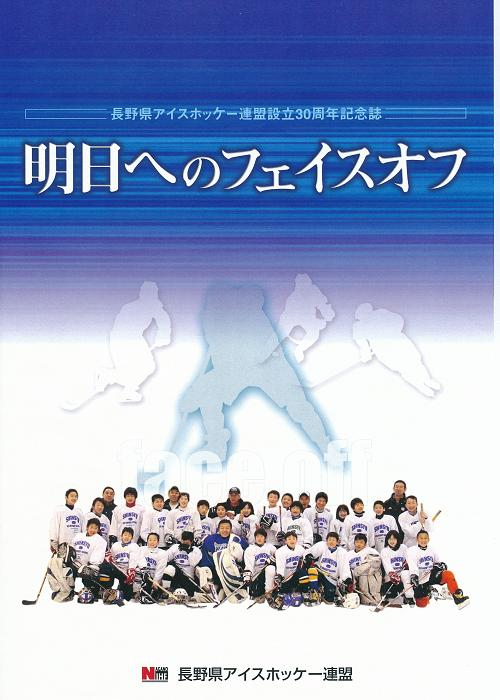 長野県アイスホッケー連盟設立30周年記念誌
明日へのフェイスオフ
face off
NAGANO
長野県アイスホッケー連盟